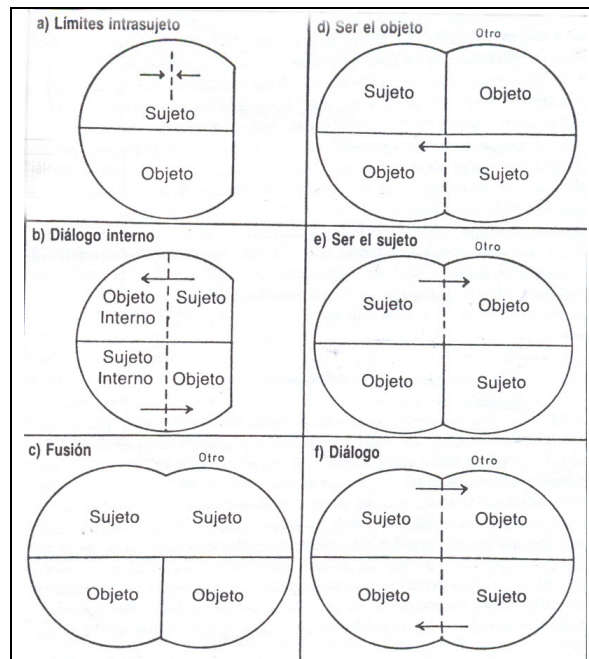 a) Límites intrasujeto
Sujeto
Objeto
b) Diálogo interno
Objeto Sujeto
Interno
Sujeto
Interno Objeto
c) Fusión
Otro
Sujeto Sujeto
Objeto Objeto
d) Ser el objeto
Otro
Sujeto Objeto
Objeto Sujeto
e) Ser el sujeto
Otro
Sujeto Objeto
Objeto Sujeto
f) Diálogo
Otro
Sujeto Objeto
Objeto Sujeto